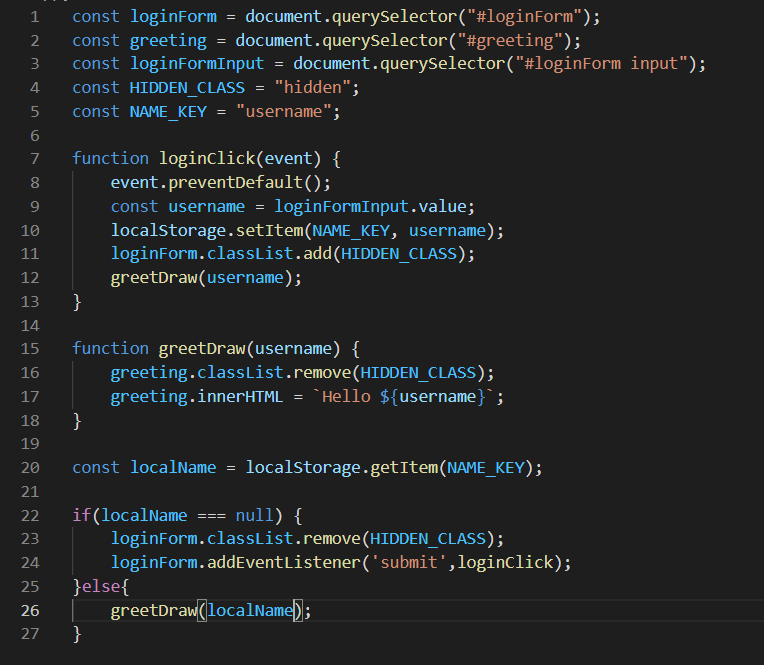 1 const loginForm = document.querySelector("#loginForm");
2 const greeting = document.querySelector("#greeting");
3 const loginFormInput = document.querySelector("#loginForm input");
4 const HIDDEN_CLASS = "hidden";
5 const NAME_KEY = "username";
6
7 function loginClick(event) {
8     event.preventDefault();
9     const username = loginFormInput.value;
10     localStorage.setItem(NAME_KEY, username);
11     loginForm.classList.add(HIDDEN_CLASS);
12     greetDraw(username);
13 }
14
15 function greetDraw(username) {
16     greeting.classList.remove(HIDDEN_CLASS);
17     greeting.innerHTML = `Hello ${username}`;
18 }
19
20 const localName = localStorage.getItem(NAME_KEY);
21
22 if(localName === null) {
23     loginForm.classList.remove(HIDDEN_CLASS);
24     loginForm.addEventListener('submit',loginClick);
25 }else{
26     greetDraw(localName);
27 }